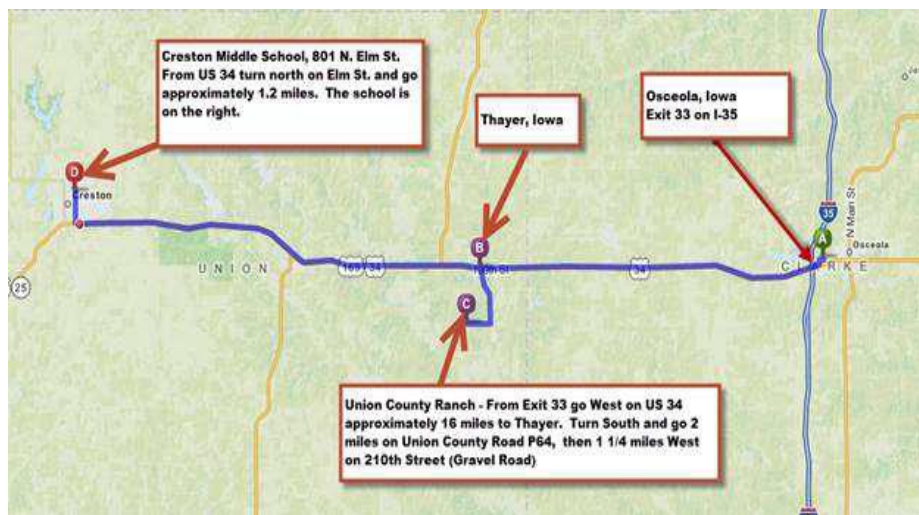 Creston Middle School, 801 N. Elm St.
From US 34 turn north on Elm St. and go
approximately 1.2 miles. The school is
on the right.
Thayer, Iowa
Osceola, Iowa
Exit 33 on I-35
D
Creston
35
N Main St
A
Osceola
B
UNION
169
34
34
25
C
Union County Ranch - From Exit 33 go West on US 34
approximately 16 miles to Thayer. Turn South and go 2
miles on Union County Road P64, then 1 1/4 miles West
on 210th Street (Gravel Road)